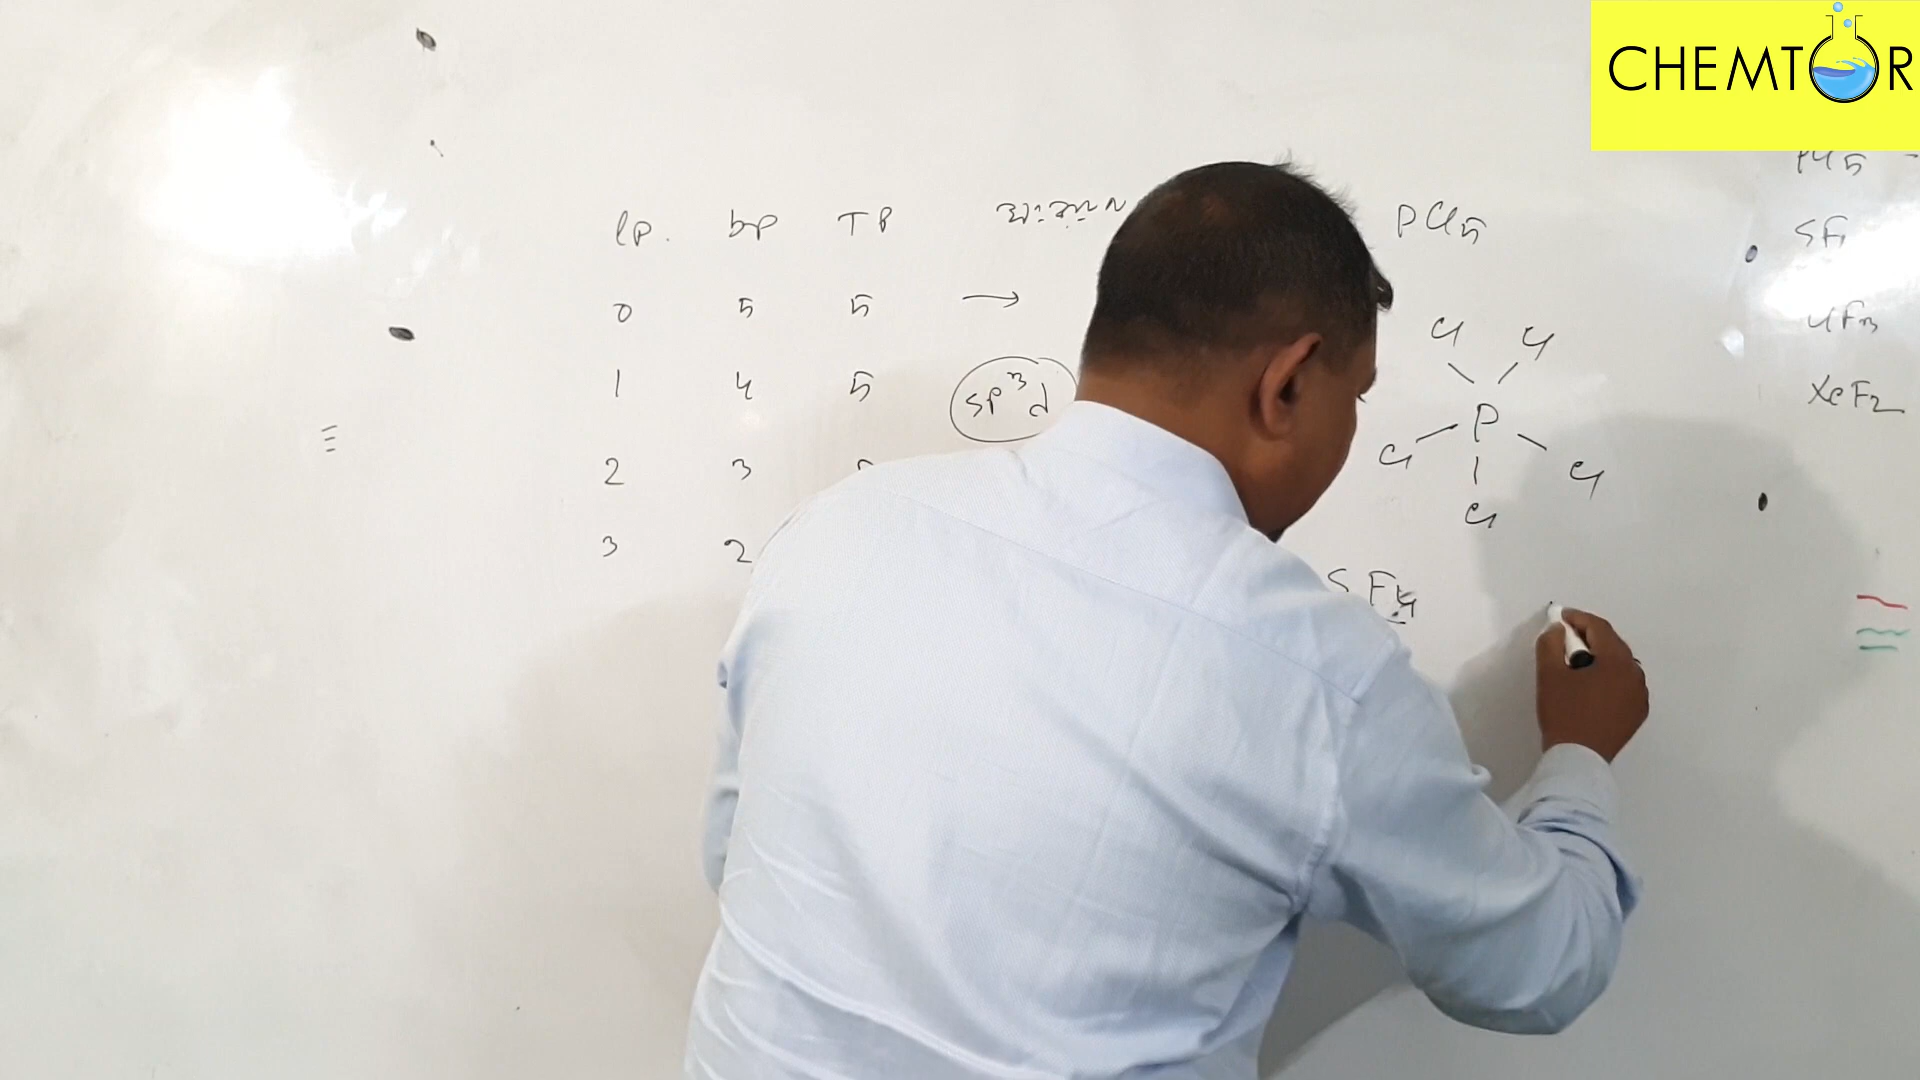 CHEMTOR
lp. bp TP
0 5 5 →
1 4 5 sp³d
2 3
3 2
PCl5
Cl Cl
P
Cl Cl
Cl
SF4
PCl5
SF4
ClF3
XeF2